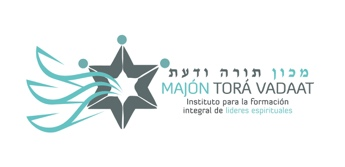 מכון תורה ודעת
MAJÓN TORÁ VADAAT
Instituto para la formación
integral de líderes espirituales